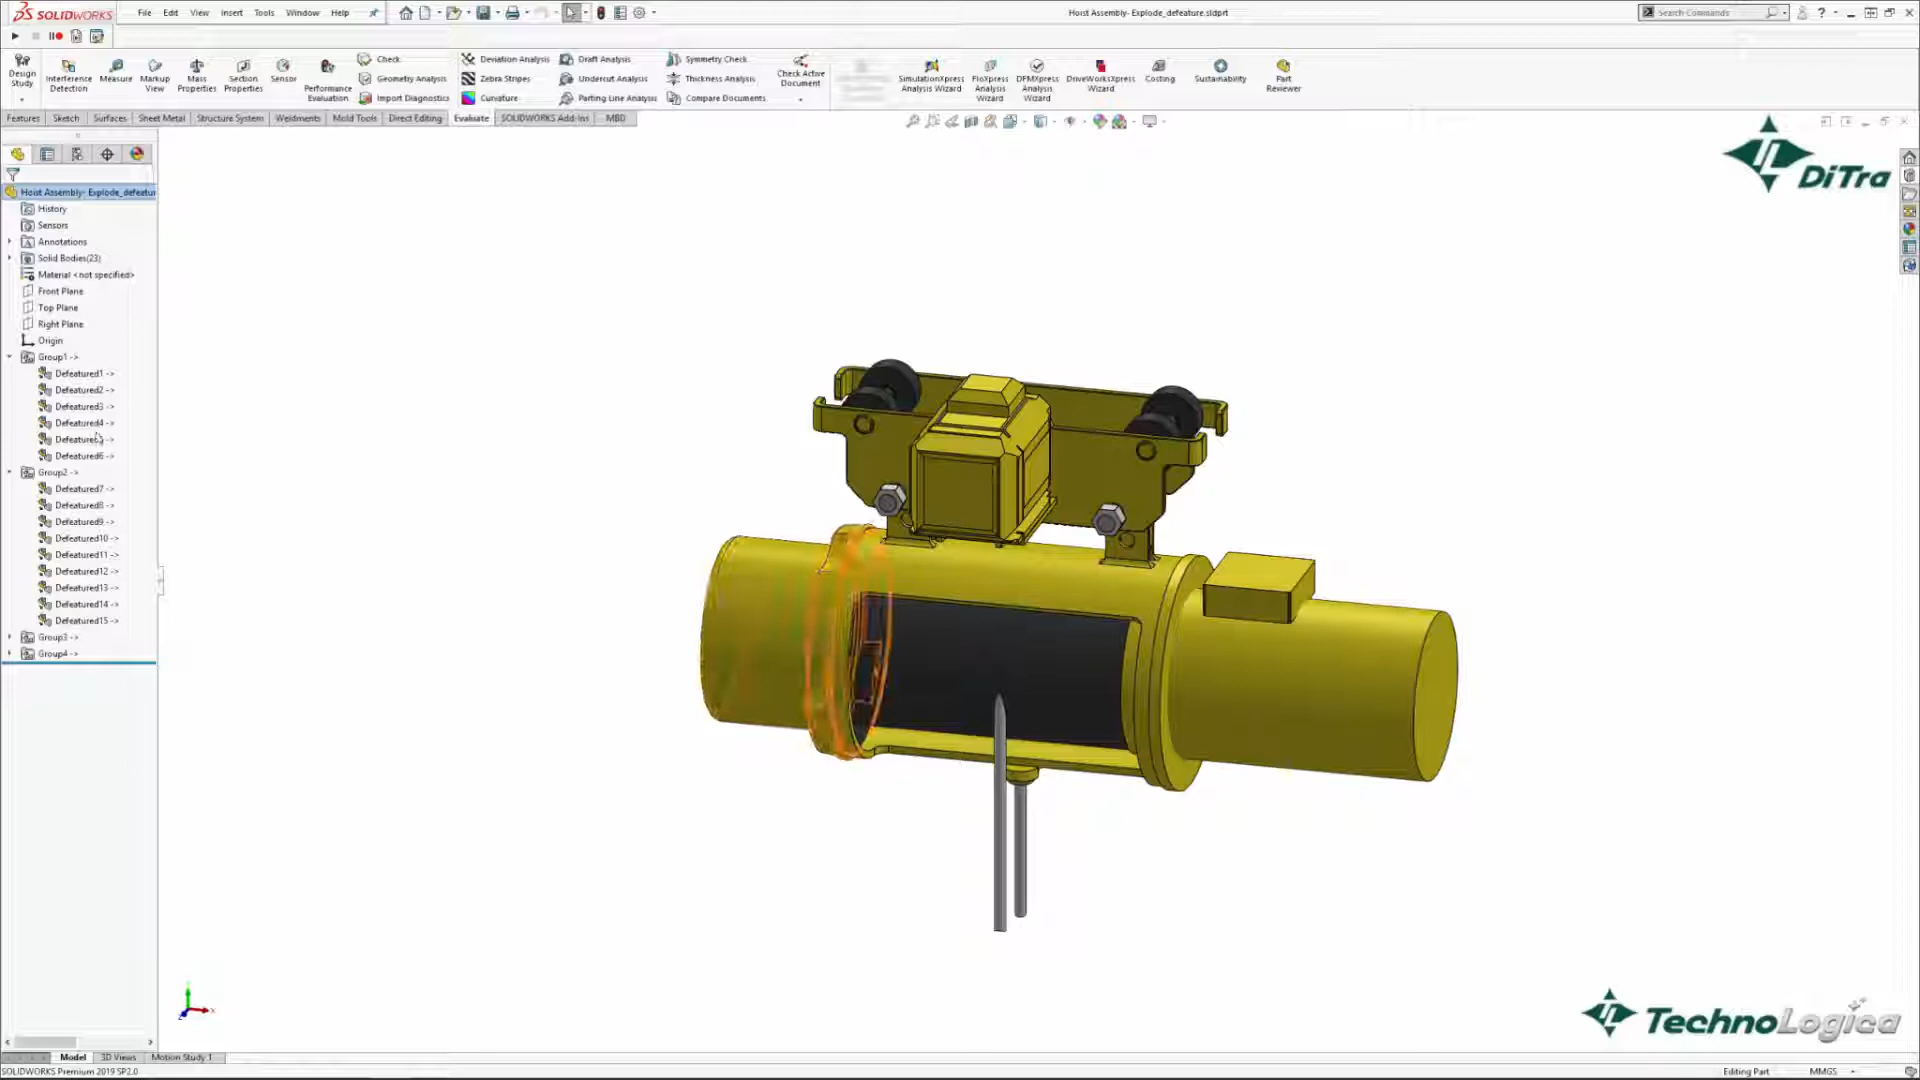 SOLIDWORKS
File Edit View Insert Tools Window Help
Hoist Assembly- Explode_defeature.sldprt
Search Commands
Design Study
Interference Detection
Measure
Markup View
Mass Properties
Section Properties
Sensor
Performance Evaluation
Check
Geometry Analysis
Import Diagnostics
Deviation Analysis
Zebra Stripes
Curvature
Draft Analysis
Undercut Analysis
Parting Line Analysis
Symmetry Check
Thickness Analysis
Compare Documents
Check Active Document
SimulationXpress Analysis Wizard
FloXpress Analysis Wizard
DFMXpress Analysis Wizard
DriveWorksXpress Wizard
Costing
Sustainability
Part Reviewer
Features Sketch Surfaces Sheet Metal Structure System Weldments Mold Tools Direct Editing Evaluate SOLIDWORKS Add-Ins MBD
DiTra
Hoist Assembly- Explode_defeatur
History
Sensors
Annotations
Solid Bodies(23)
Material <not specified>
Front Plane
Top Plane
Right Plane
Origin
Group1 ->
Defeatured1 ->
Defeatured2 ->
Defeatured3 ->
Defeatured4 ->
Defeatured5 ->
Defeatured6 ->
Group2 ->
Defeatured7 ->
Defeatured8 ->
Defeatured9 ->
Defeatured10 ->
Defeatured11 ->
Defeatured12 ->
Defeatured13 ->
Defeatured14 ->
Defeatured15 ->
Group3 ->
Group4 ->
TechnoLogica
Model 3D Views Motion Study 1
SOLIDWORKS Premium 2019 SP2.0
Editing Part MMGS